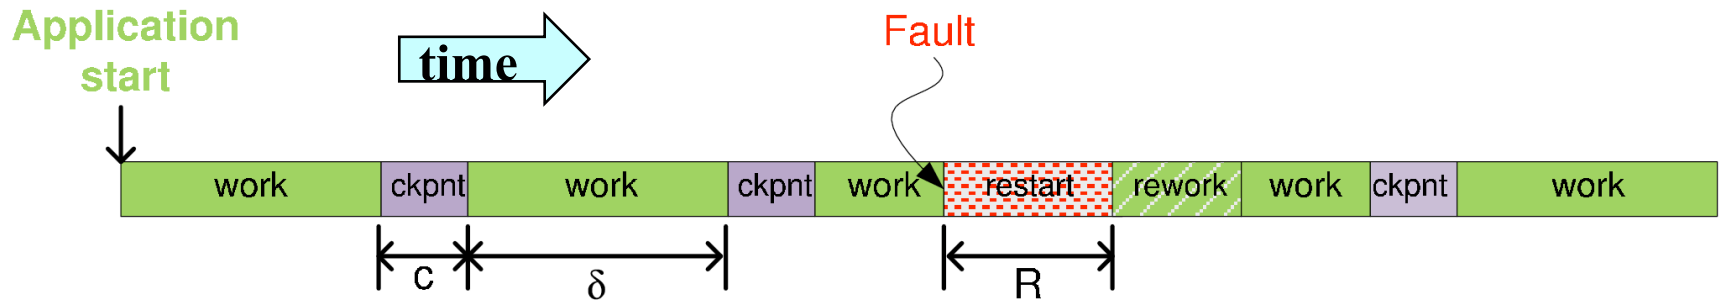 Application
start
time
Fault
work ckpnt work ckpnt work restart rework work ckpnt work
c δ R